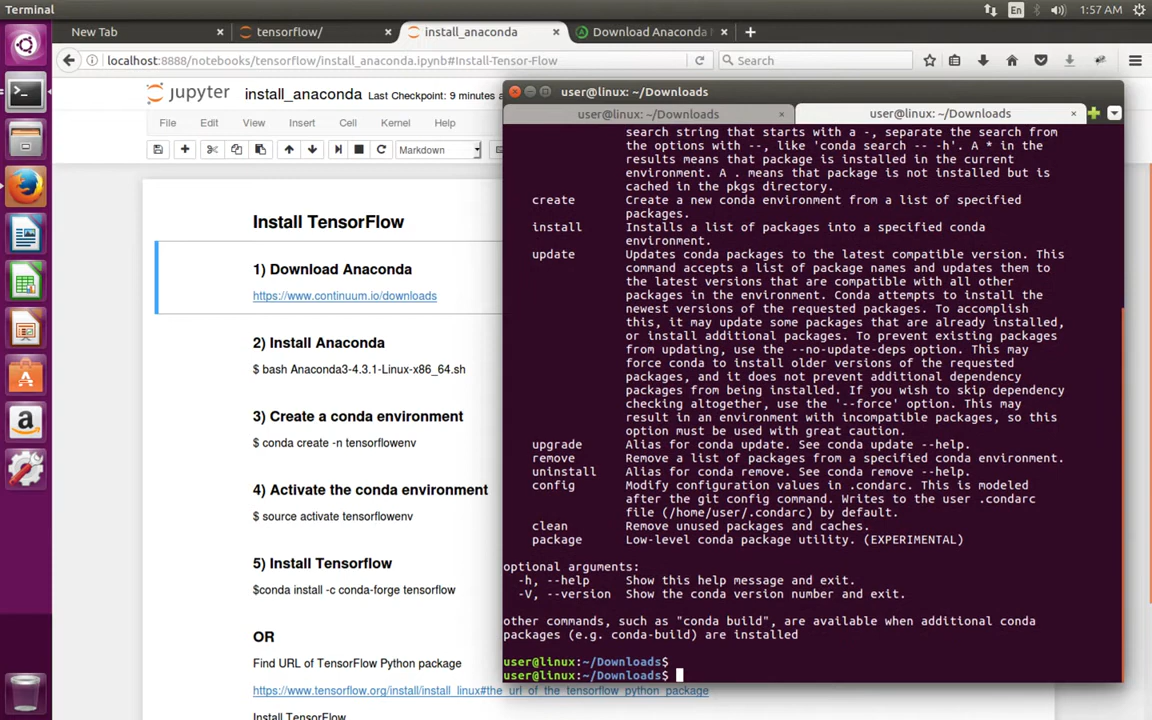 Terminal
En
1:57 AM
New Tab
tensorflow/
install_anaconda
Download Anaconda
localhost:8888/notebooks/tensorflow/install_anaconda.ipynb#Install-Tensor-Flow
Search
jupyter
install_anaconda
Last Checkpoint: 9 minutes
File
Edit
View
Insert
Cell
Kernel
Help
Markdown
Install TensorFlow
1) Download Anaconda
https://www.continuum.io/downloads
2) Install Anaconda
$ bash Anaconda3-4.3.1-Linux-x86_64.sh
3) Create a conda environment
$ conda create -n tensorflowenv
4) Activate the conda environment
$ source activate tensorflowenv
5) Install Tensorflow
$conda install -c conda-forge tensorflow
OR
Find URL of TensorFlow Python package
https://www.tensorflow.org/install/install_linux#the_url_of_the_tensorflow_python_package
Install TensorFlow
user@linux: ~/Downloads
user@linux: ~/Downloads
user@linux: ~/Downloads
search string that starts with a -, separate the search from
the options with --, like 'conda search -- -h'. A * in the
results means that package is installed in the current
environment. A . means that package is not installed but is
cached in the pkgs directory.
create Create a new conda environment from a list of specified
packages.
install Installs a list of packages into a specified conda
environment.
update Updates conda packages to the latest compatible version. This
command accepts a list of package names and updates them to
the latest versions that are compatible with all other
packages in the environment. Conda attempts to install the
newest versions of the requested packages. To accomplish
this, it may update some packages that are already installed,
or install additional packages. To prevent existing packages
from updating, use the --no-update-deps option. This may
force conda to install older versions of the requested
packages, and it does not prevent additional dependency
packages from being installed. If you wish to skip dependency
checking altogether, use the '--force' option. This may
result in an environment with incompatible packages, so this
option must be used with great caution.
upgrade Alias for conda update. See conda update --help.
remove Remove a list of packages from a specified conda environment.
uninstall Alias for conda remove. See conda remove --help.
config Modify configuration values in .condarc. This is modeled
after the git config command. Writes to the user .condarc
file (/home/user/.condarc) by default.
clean Remove unused packages and caches.
package Low-level conda package utility. (EXPERIMENTAL)
optional arguments:
-h, --help Show this help message and exit.
-V, --version Show the conda version number and exit.
other commands, such as "conda build", are available when additional conda
packages (e.g. conda-build) are installed
user@linux:~/Downloads$
user@linux:~/Downloads$